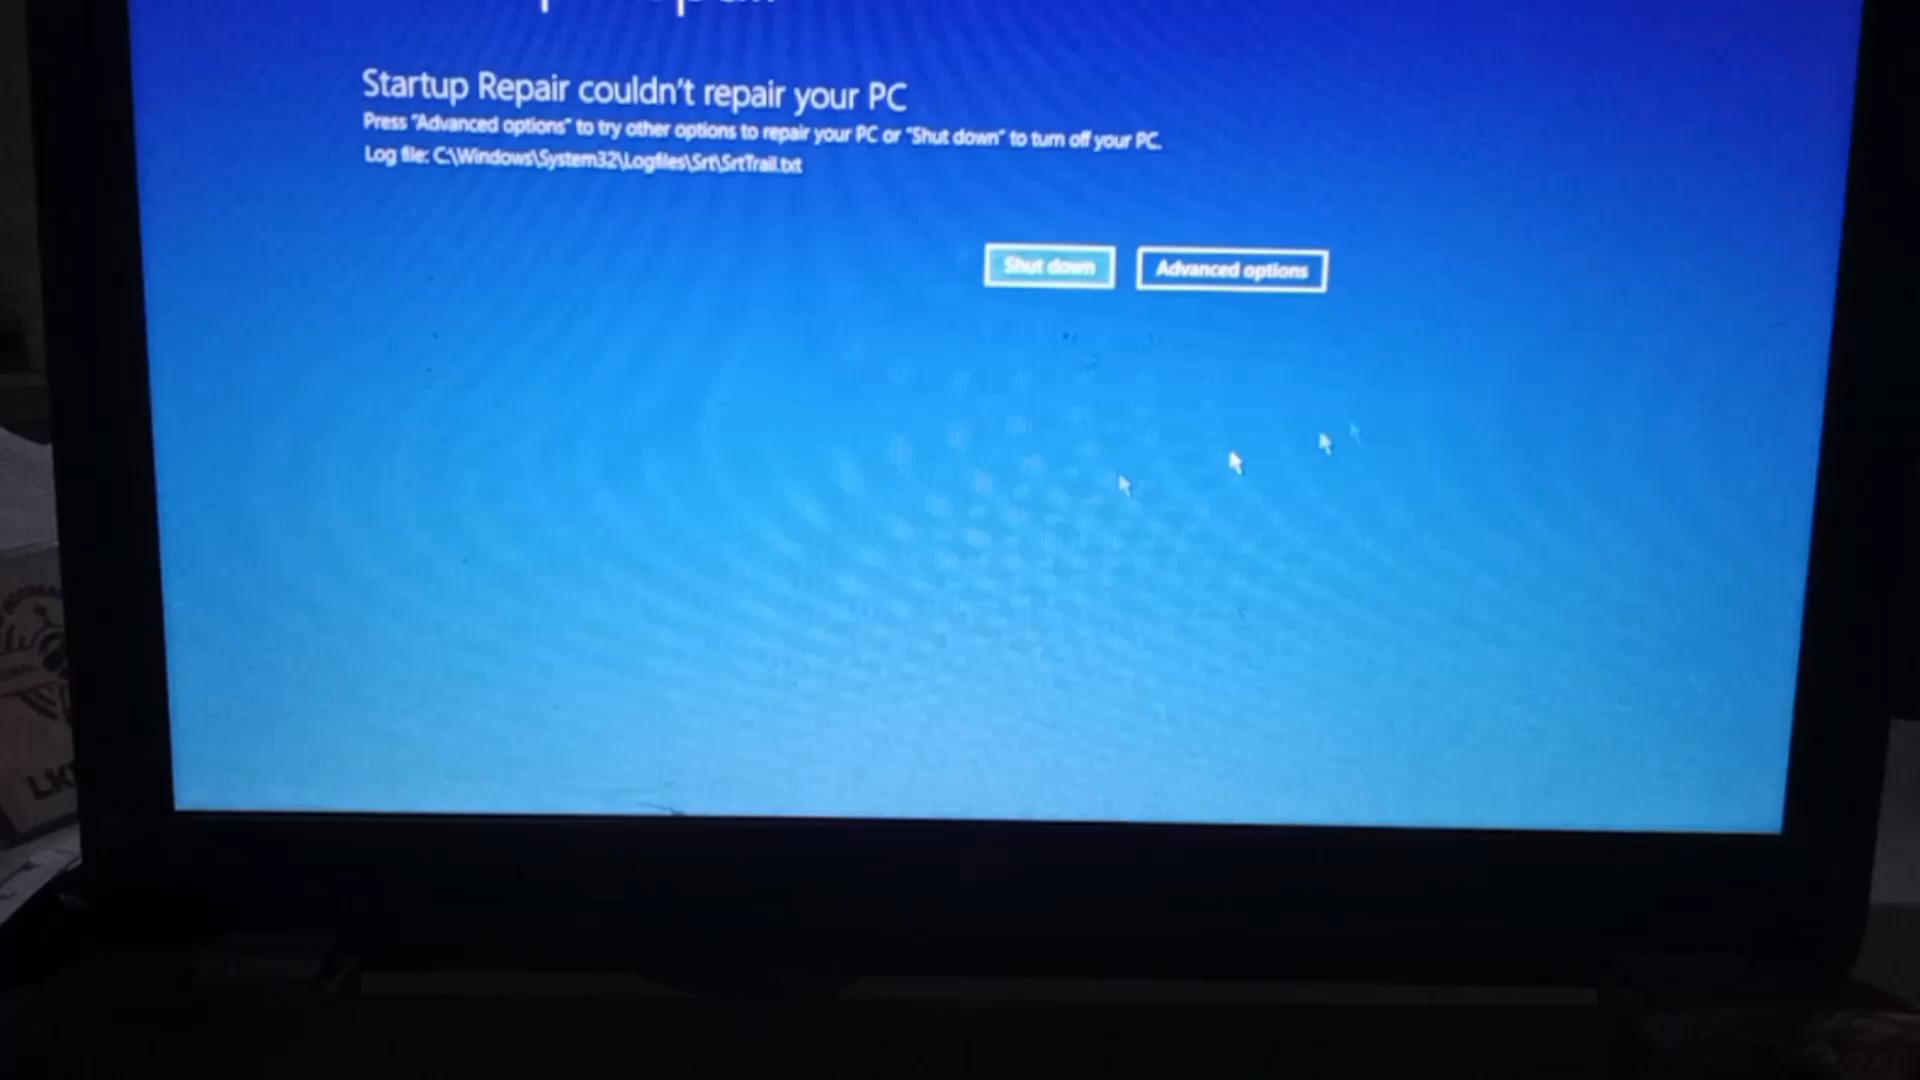 Startup Repair couldn't repair your PC
Press "Advanced options" to try other options to repair your PC or "Shut down" to turn off your PC.
Log file: C:\Windows\System32\Logfiles\Srt\SrtTrail.txt
Shut down
Advanced options